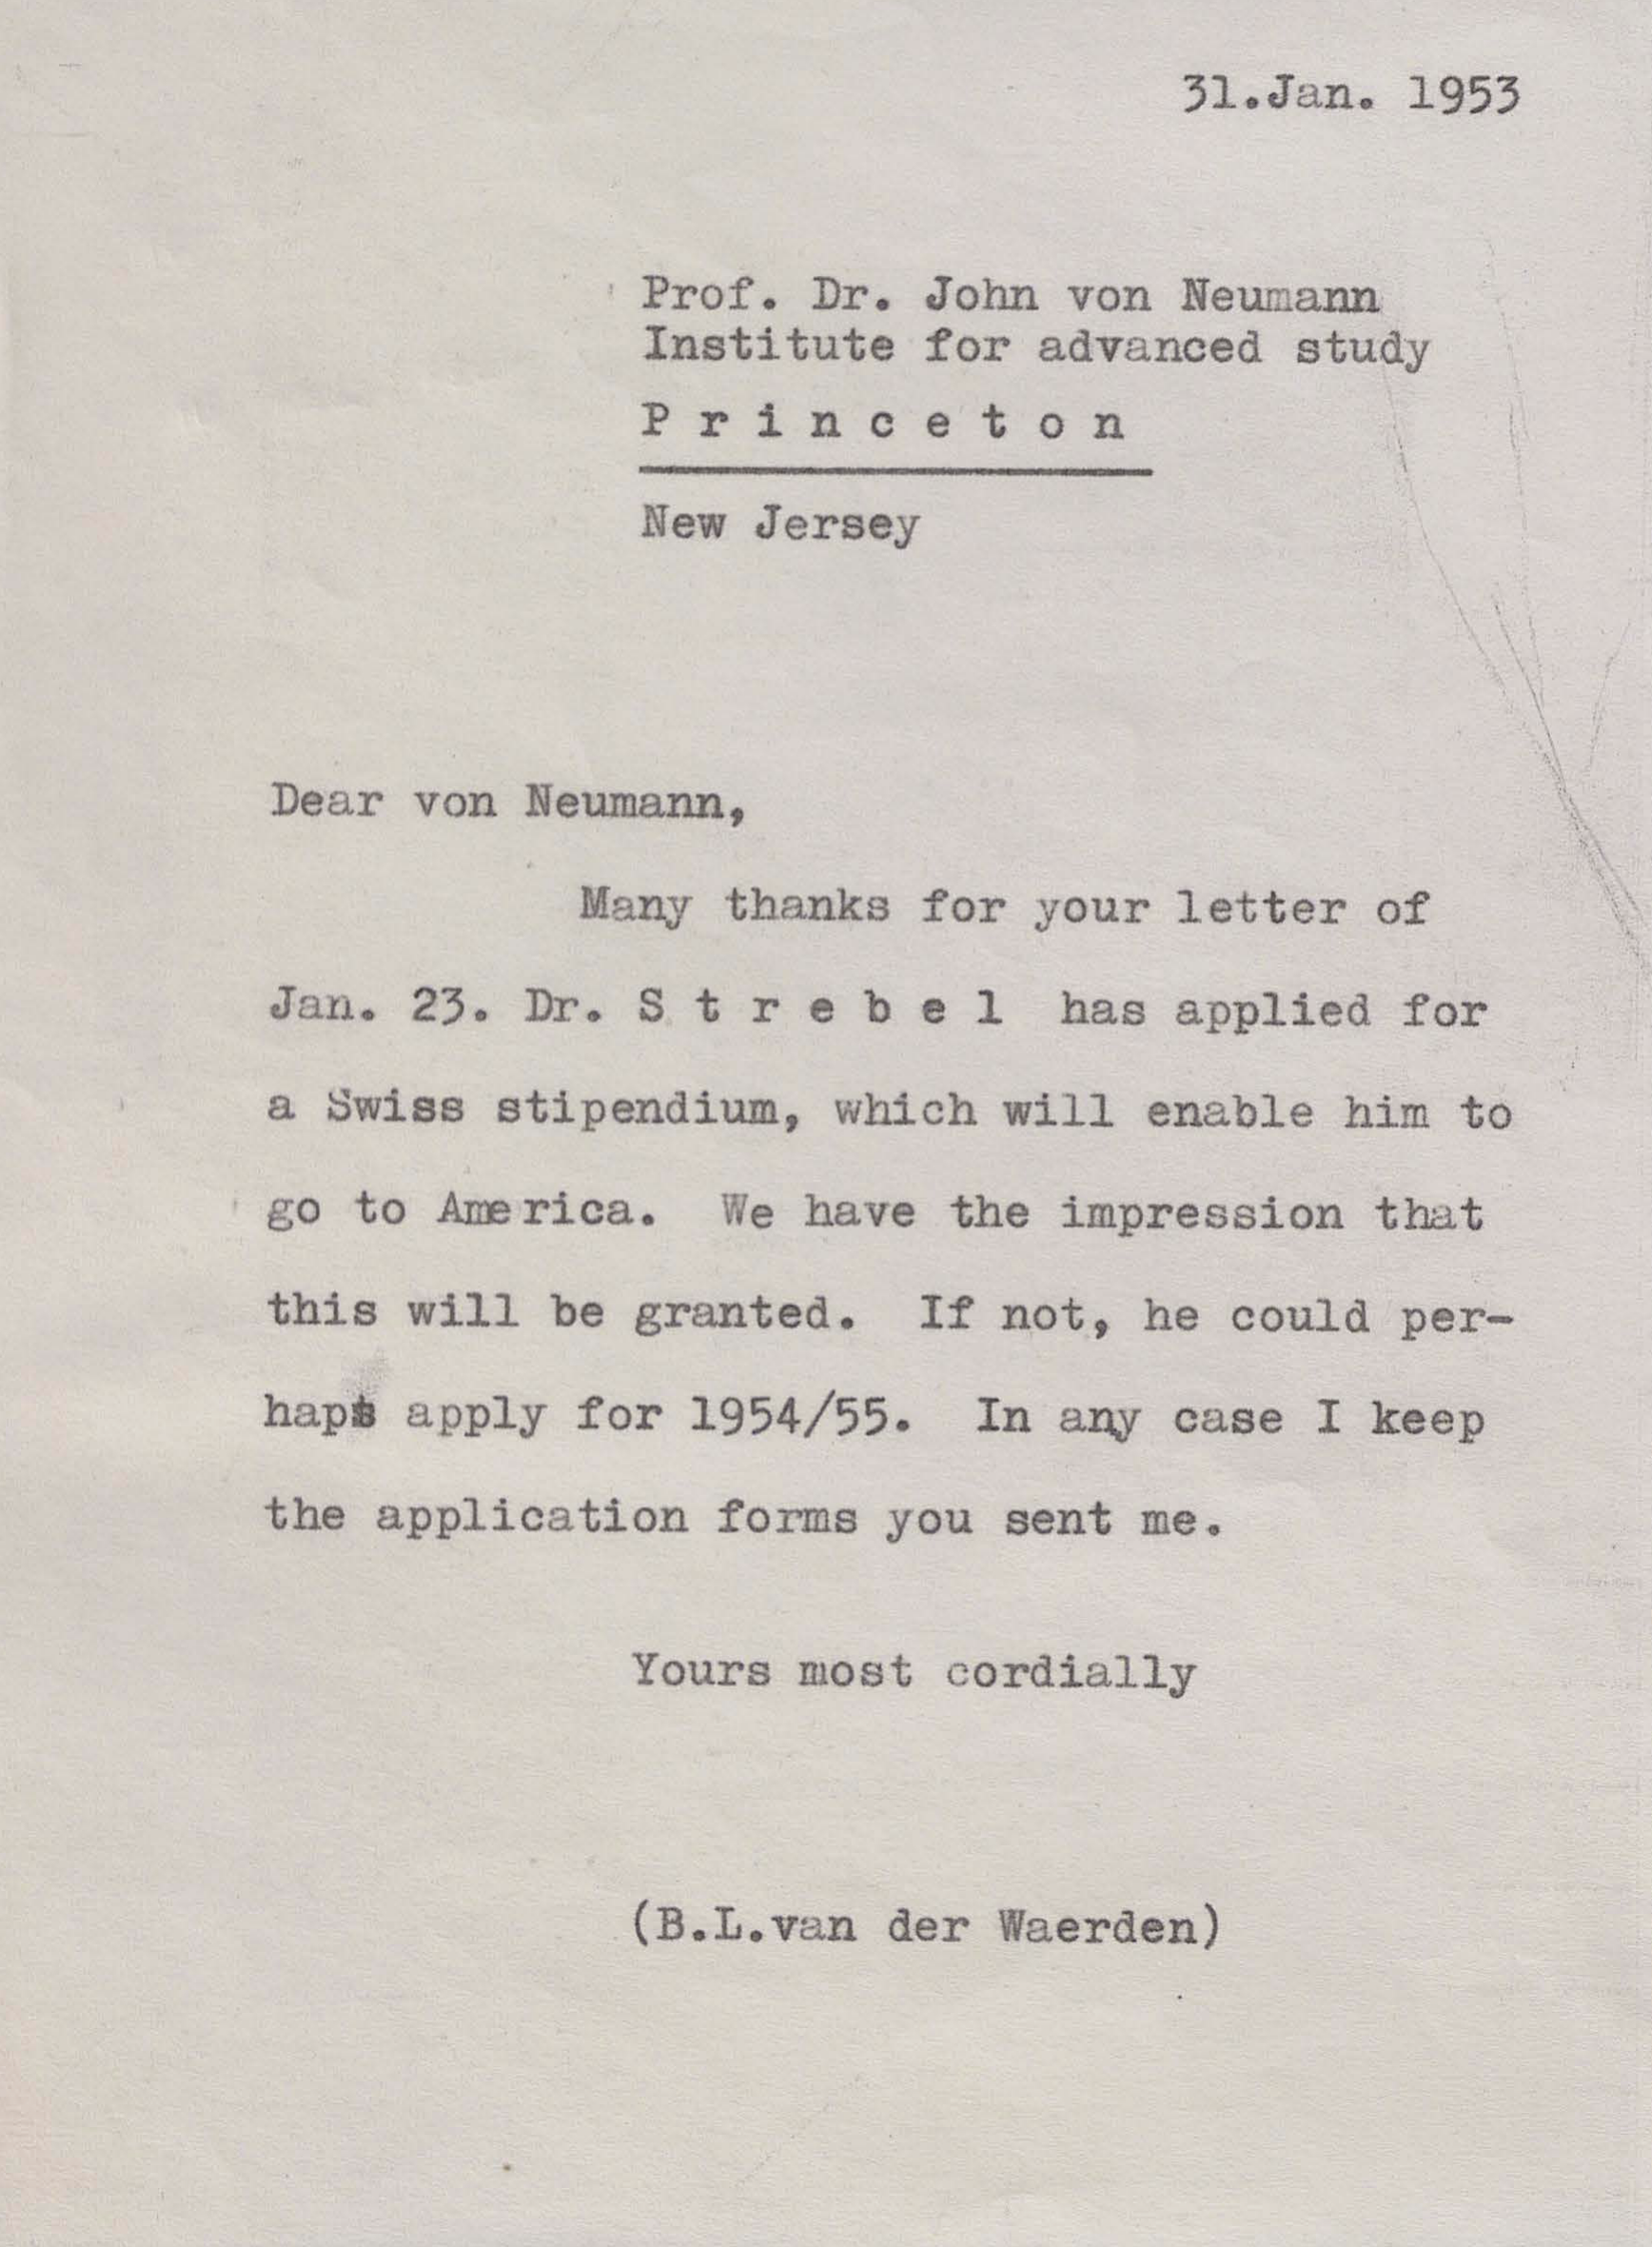 31.Jan. 1953
Prof. Dr. John von Neumann
Institute for advanced study
P r i n c e t o n
New Jersey
Dear von Neumann,
Many thanks for your letter of
Jan. 23. Dr. S t r e b e l has applied for
a Swiss stipendium, which will enable him to
go to America. We have the impression that
this will be granted. If not, he could per-
haps apply for 1954/55. In any case I keep
the application forms you sent me.
Yours most cordially
(B.L.van der Waerden)